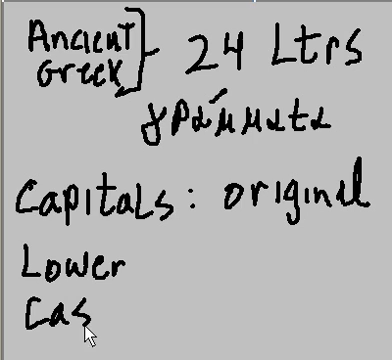 Ancient Greek } 24 Ltrs
γράμματα
Capitals: original
Lower
Cas